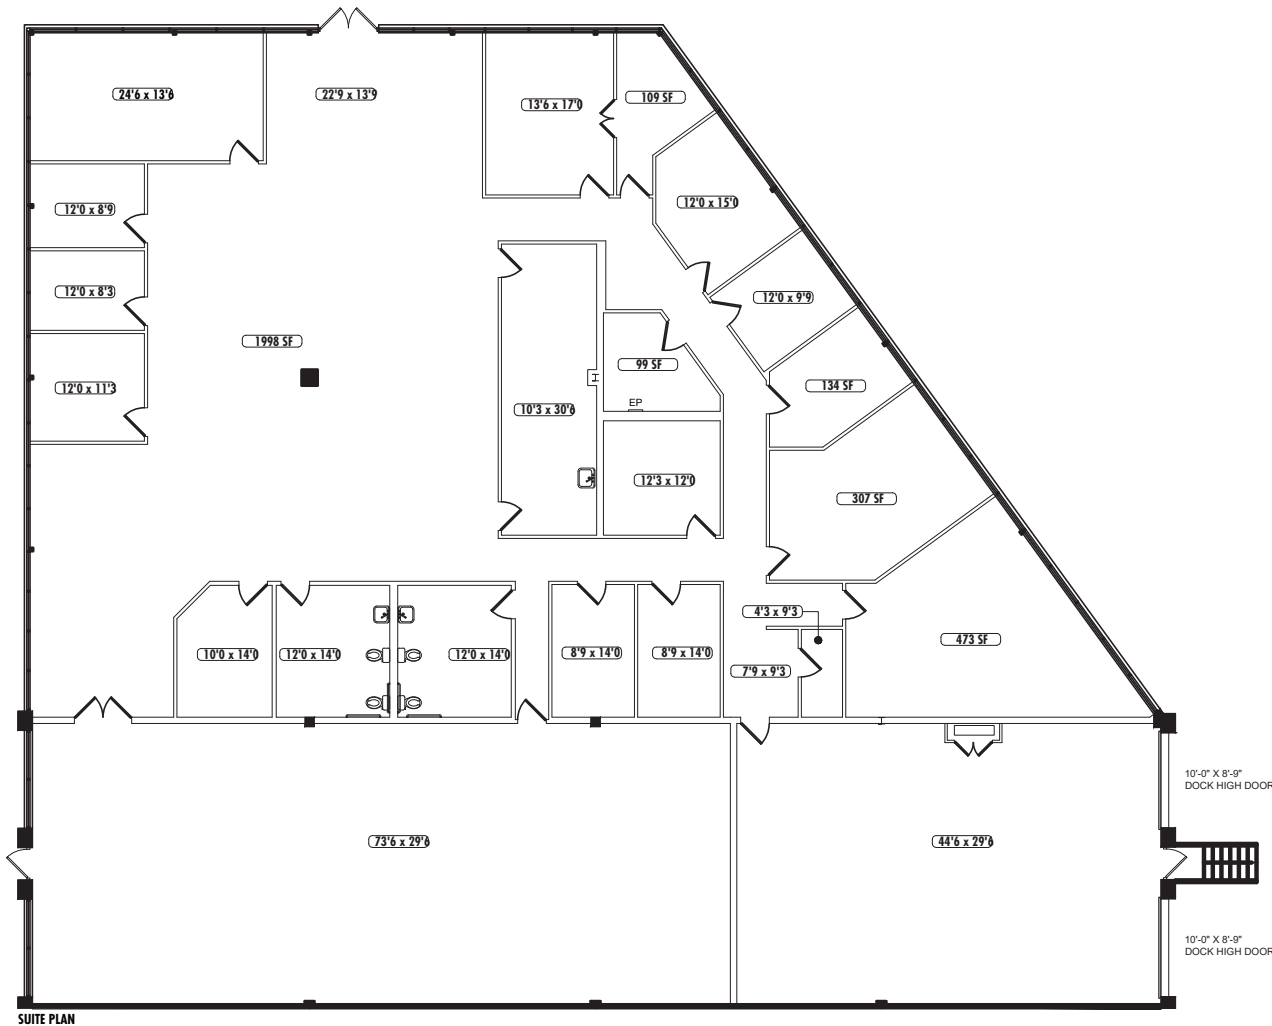 24'6 x 13'6
22'9 x 13'9
13'6 x 17'0
109 SF
12'0 x 8'9
12'0 x 15'0
12'0 x 8'3
12'0 x 9'9
1998 SF
99 SF
12'0 x 11'3
134 SF
EP
10'3 x 30'6
12'3 x 12'0
307 SF
4'3 x 9'3
473 SF
10'0 x 14'0
12'0 x 14'0
12'0 x 14'0
8'9 x 14'0
8'9 x 14'0
7'9 x 9'3
10'-0" X 8'-9"
DOCK HIGH DOOR
73'6 x 29'6
44'6 x 29'6
10'-0" X 8'-9"
DOCK HIGH DOOR
SUITE PLAN